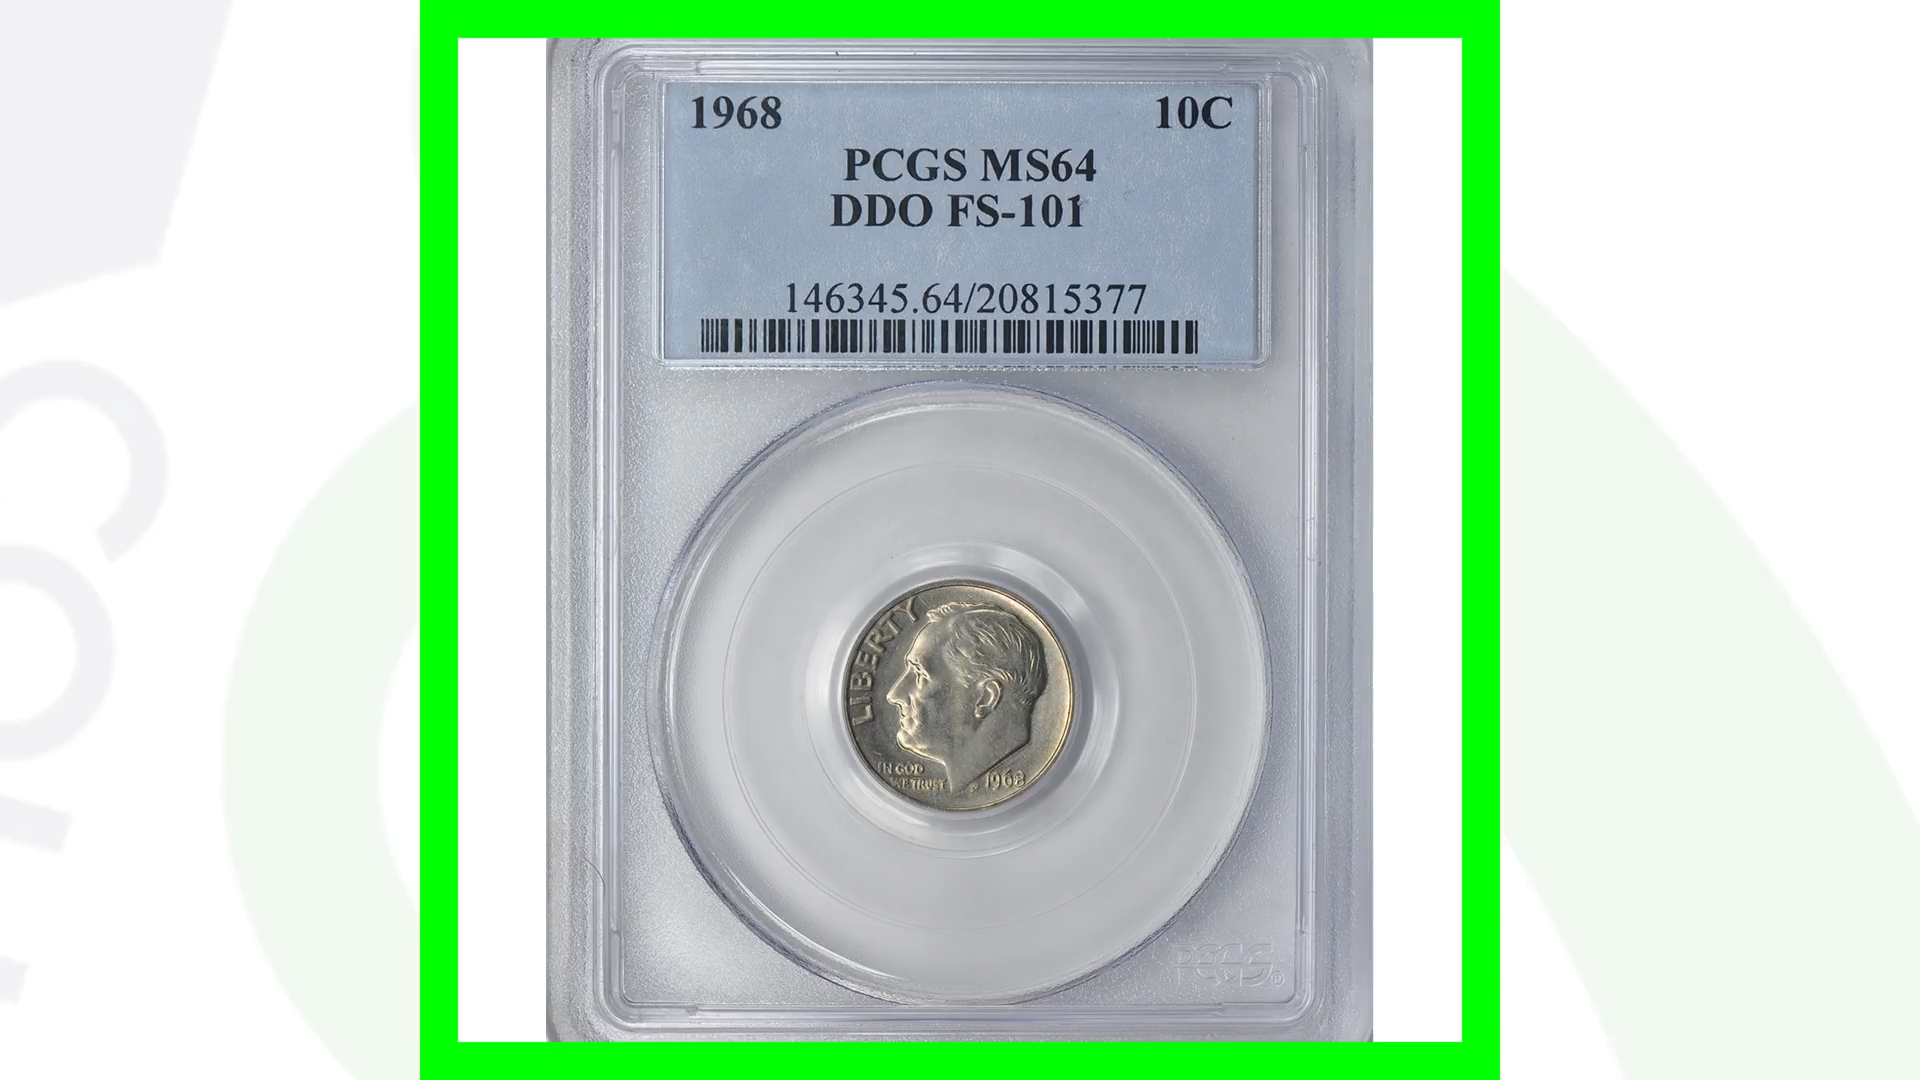 1968 10C
PCGS MS64
DDO FS-101
146345.64/20815377
LIBERTY
IN GOD
WE TRUST
1968
PCGS